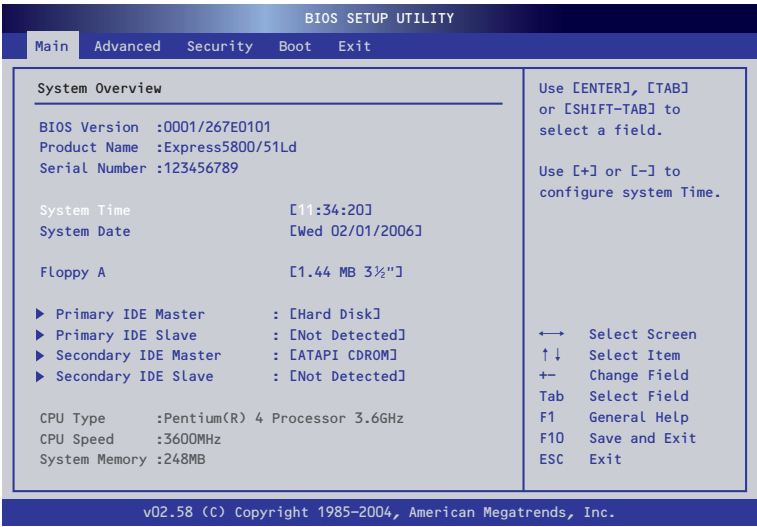 BIOS SETUP UTILITY
Main Advanced Security Boot Exit
System Overview
BIOS Version :0001/267E0101
Product Name :Express5800/51Ld
Serial Number :123456789
System Time [11:34:20]
System Date [Wed 02/01/2006]
Floppy A [1.44 MB 3½"]
Primary IDE Master : [Hard Disk]
Primary IDE Slave : [Not Detected]
Secondary IDE Master : [ATAPI CDROM]
Secondary IDE Slave : [Not Detected]
CPU Type :Pentium(R) 4 Processor 3.6GHz
CPU Speed :3600MHz
System Memory :248MB
Use [ENTER], [TAB]
or [SHIFT-TAB] to
select a field.
Use [+] or [-] to
configure system Time.
←→ Select Screen
↑↓ Select Item
+- Change Field
Tab Select Field
F1 General Help
F10 Save and Exit
ESC Exit
v02.58 (C) Copyright 1985-2004, American Megatrends, Inc.